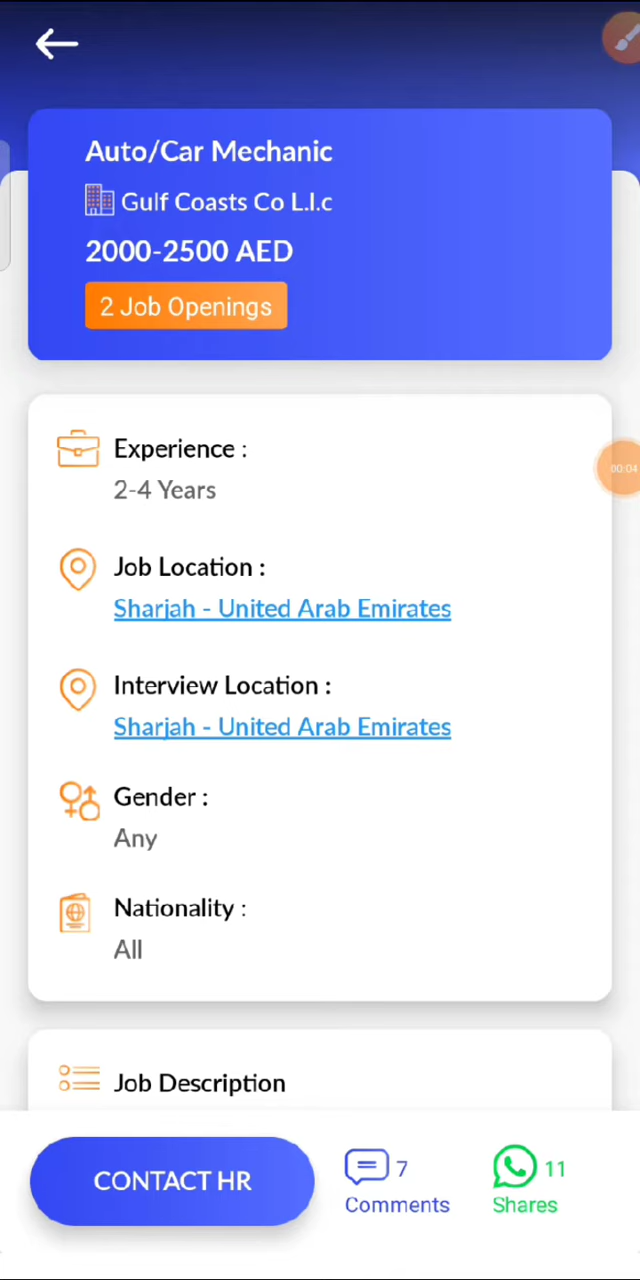 Auto/Car Mechanic
Gulf Coasts Co L.l.c
2000-2500 AED
2 Job Openings
Experience :
2-4 Years
00:04
Job Location :
Sharjah - United Arab Emirates
Interview Location :
Sharjah - United Arab Emirates
Gender :
Any
Nationality :
All
Job Description
CONTACT HR
7
Comments
11
Shares